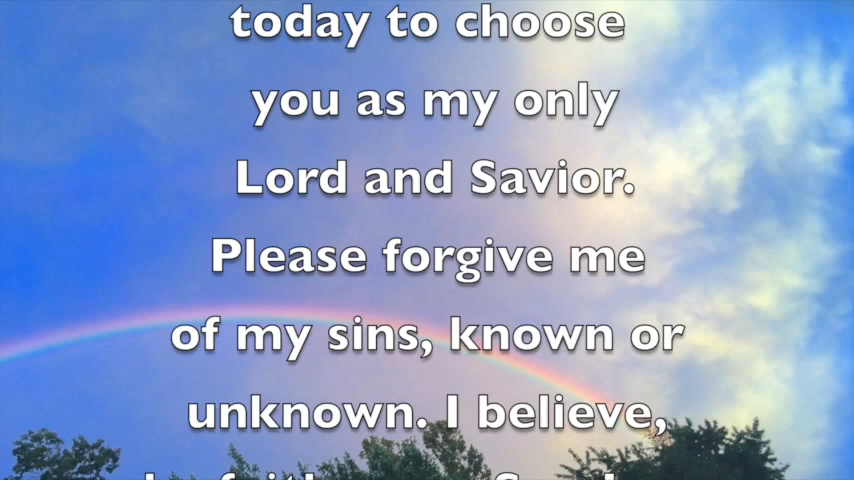 today to choose
you as my only
Lord and Savior.
Please forgive me
of my sins, known or
unknown. I believe,